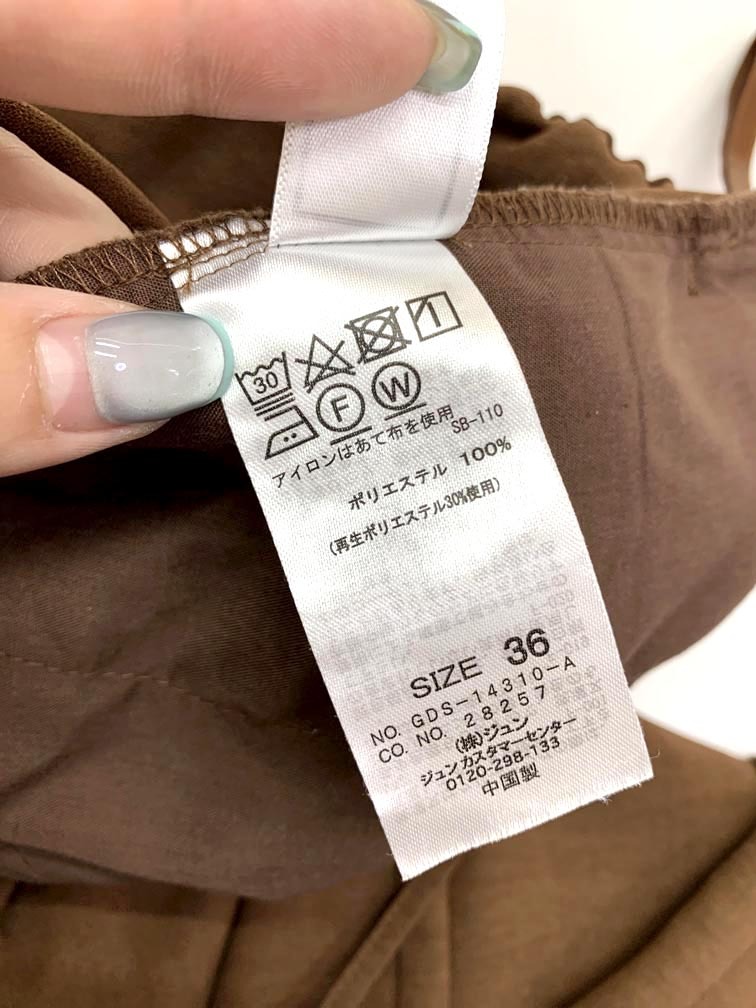 30
F W
アイロンはあて布を使用 SB-110
ポリエステル 100%
(再生ポリエステル30%使用)
SIZE 36
NO. GDS-14310-A
CO. NO. 28257
(株)ジュン
ジュン カスタマーセンター
0120-298-133
中国製